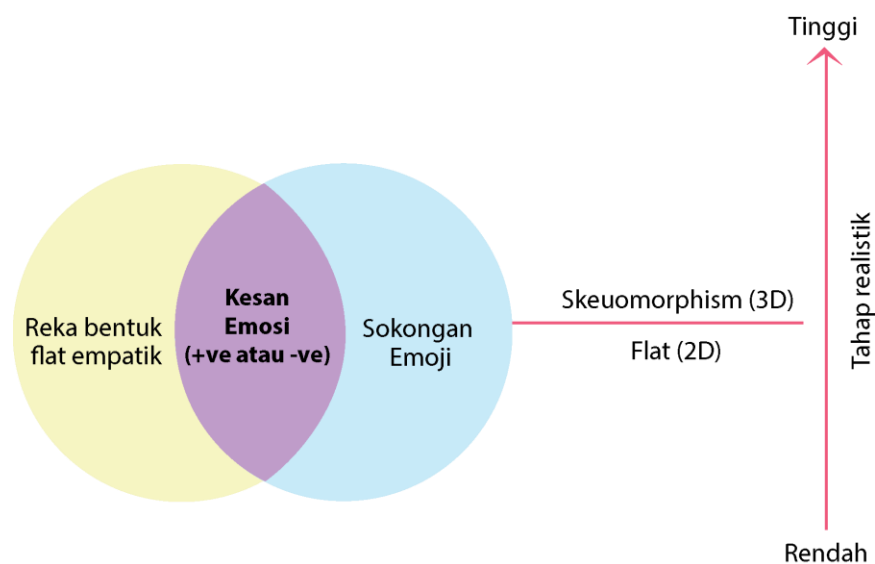 Tinggi
Kesan
Emosi
(+ve atau -ve)
Reka bentuk
flat empatik
Sokongan
Emoji
Skeuomorphism (3D)
Flat (2D)
Tahap realistik
Rendah